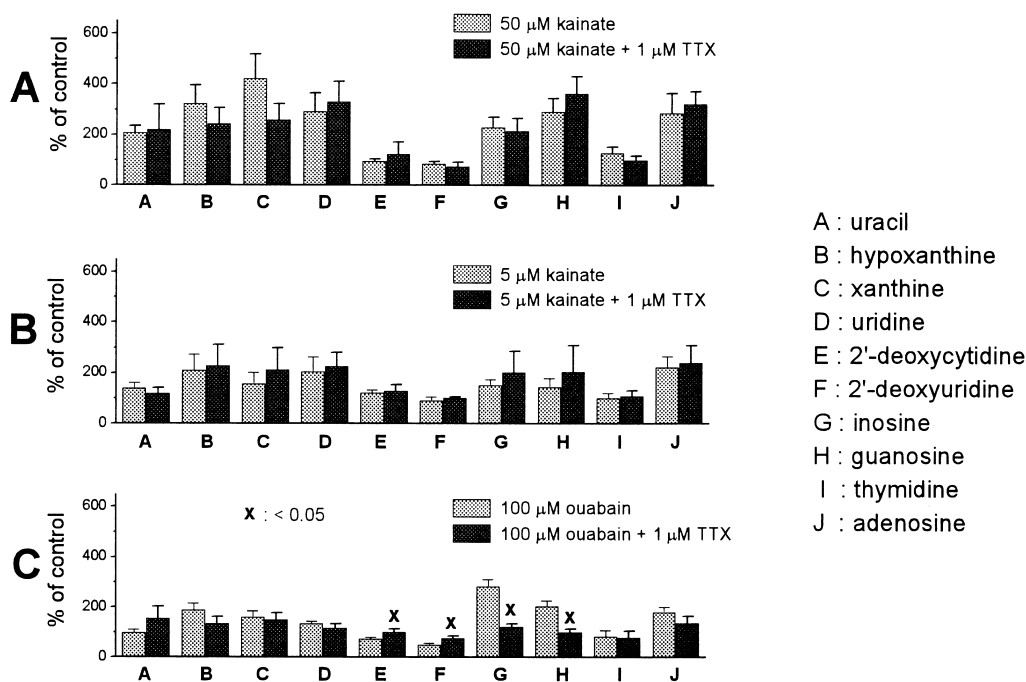 A
% of control
600
400
200
0
50 µM kainate
50 µM kainate + 1 µM TTX
A B C D E F G H I J
B
% of control
600
400
200
0
5 µM kainate
5 µM kainate + 1 µM TTX
A B C D E F G H I J
C
% of control
600
400
200
0
X : < 0.05
100 µM ouabain
100 µM ouabain + 1 µM TTX
X X X X
A B C D E F G H I J
A : uracil
B : hypoxanthine
C : xanthine
D : uridine
E : 2'-deoxycytidine
F : 2'-deoxyuridine
G : inosine
H : guanosine
I : thymidine
J : adenosine